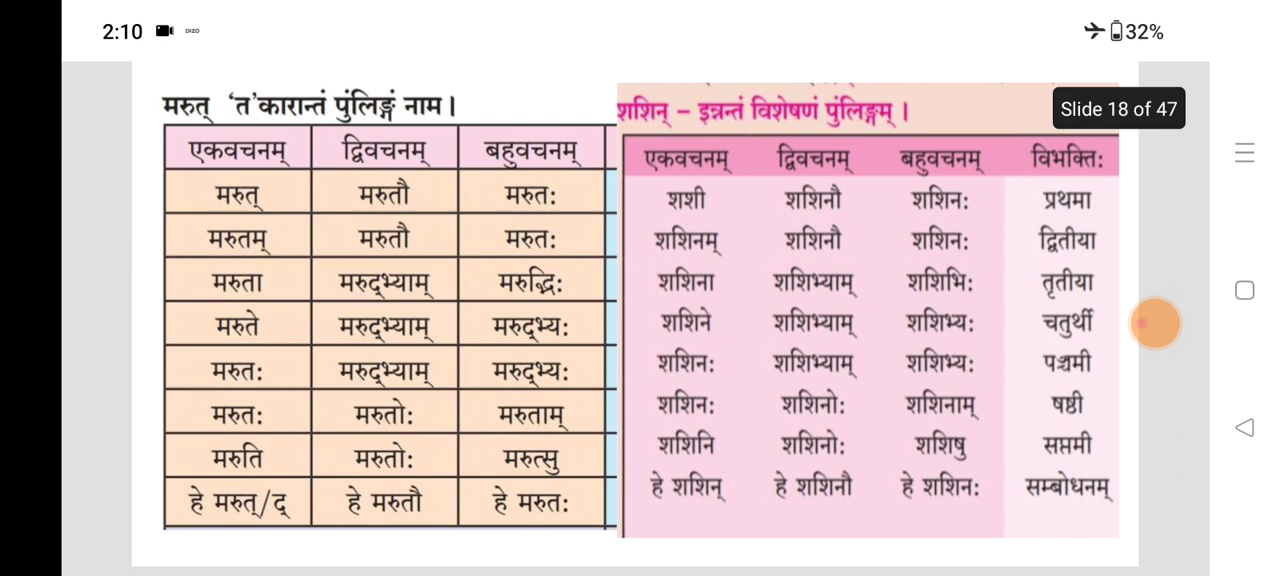 2:10 DIZO 32%
Slide 18 of 47
मरुत् ‘त’कारान्तं पुंलिङ्गं नाम।
एकवचनम् द्विवचनम् बहुवचनम्
मरुत् मरुतौ मरुत:
मरुतम् मरुतौ मरुत:
मरुता मरुद्भ्याम् मरुद्भि:
मरुते मरुद्भ्याम् मरुद्भ्य:
मरुत: मरुद्भ्याम् मरुद्भ्य:
मरुत: मरुतो: मरुताम्
मरुति मरुतो: मरुत्सु
हे मरुत्/द् हे मरुतौ हे मरुत:
शशिन् – इन्नन्तं विशेषणं पुंलिङ्गम्।
एकवचनम् द्विवचनम् बहुवचनम् विभक्ति:
शशी शशिनौ शशिन: प्रथमा
शशिनम् शशिनौ शशिन: द्वितीया
शशिना शशिभ्याम् शशिभि: तृतीया
शशिने शशिभ्याम् शशिभ्य: चतुर्थी
शशिन: शशिभ्याम् शशिभ्य: पञ्चमी
शशिन: शशिनो: शशिनाम् षष्ठी
शशिनि शशिनो: शशिषु सप्तमी
हे शशिन् हे शशिनौ हे शशिन: सम्बोधनम्